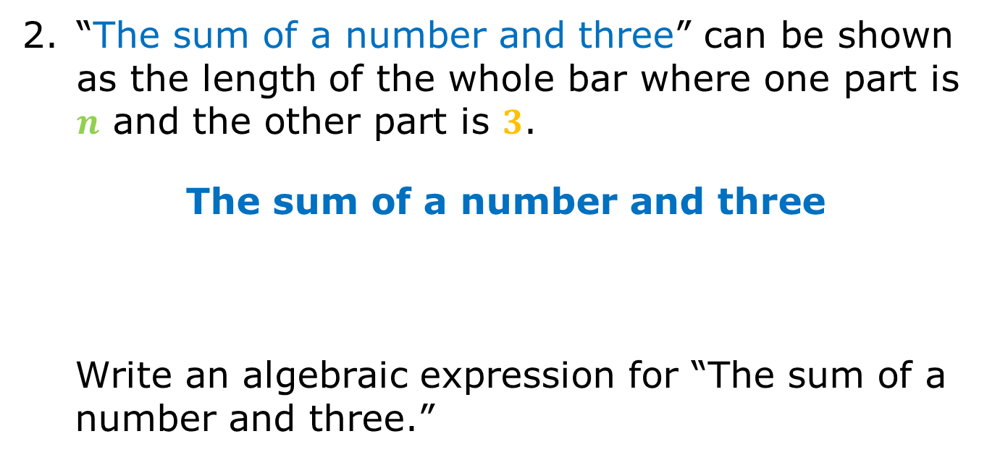 2. “The sum of a number and three” can be shown
as the length of the whole bar where one part is
n and the other part is 3.
The sum of a number and three
Write an algebraic expression for “The sum of a
number and three.”